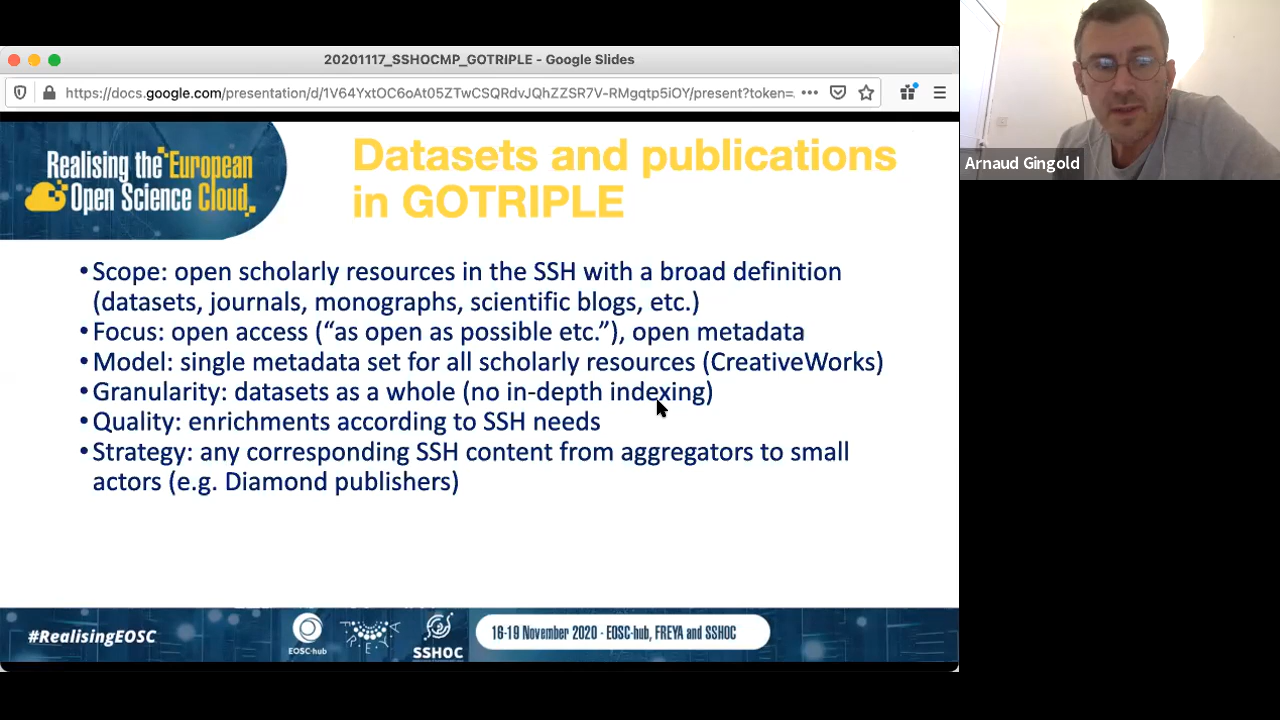 20201117_SSHOCMP_GOTRIPLE - Google Slides
https://docs.google.com/presentation/d/1V64YxtOC6oAt05ZTwCSQRdvJQhZZSR7V-RMgqtp5iOY/present?token=.
Arnaud Gingold
Realising the European
Open Science Cloud
Datasets and publications
in GOTRIPLE
•Scope: open scholarly resources in the SSH with a broad definition
(datasets, journals, monographs, scientific blogs, etc.)
•Focus: open access (“as open as possible etc.”), open metadata
•Model: single metadata set for all scholarly resources (CreativeWorks)
•Granularity: datasets as a whole (no in-depth indexing)
•Quality: enrichments according to SSH needs
•Strategy: any corresponding SSH content from aggregators to small
actors (e.g. Diamond publishers)
#RealisingEOSC
EOSC-hub
FREYA
SSHOC
16-19 November 2020 - EOSC-hub, FREYA and SSHOC